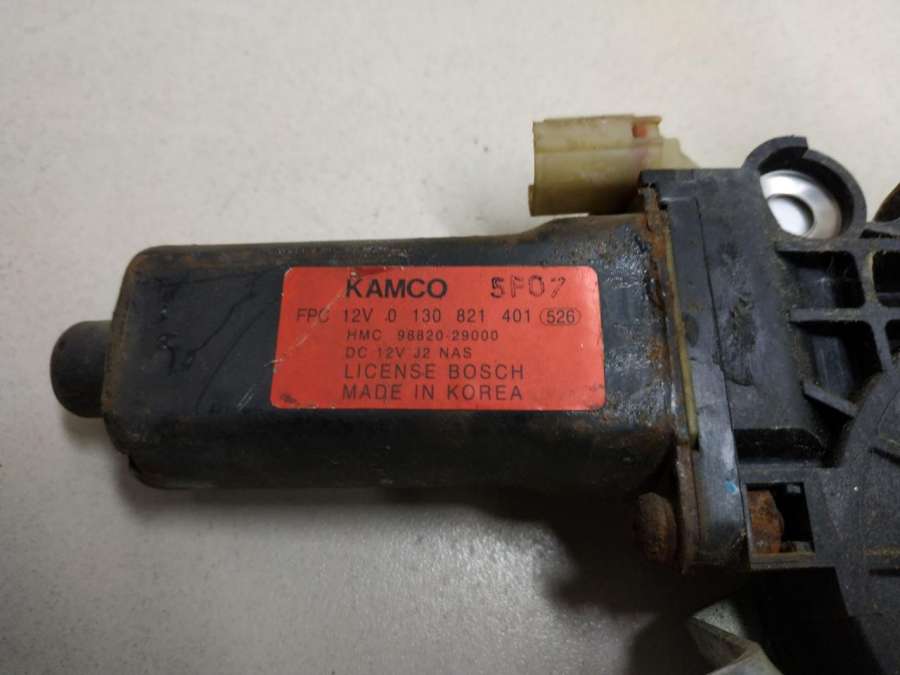 KAMCO 5F07
FPG 12V .0 130 821 401 526
HMC 98820-29000
DC 12V J2 NAS
LICENSE BOSCH
MADE IN KOREA